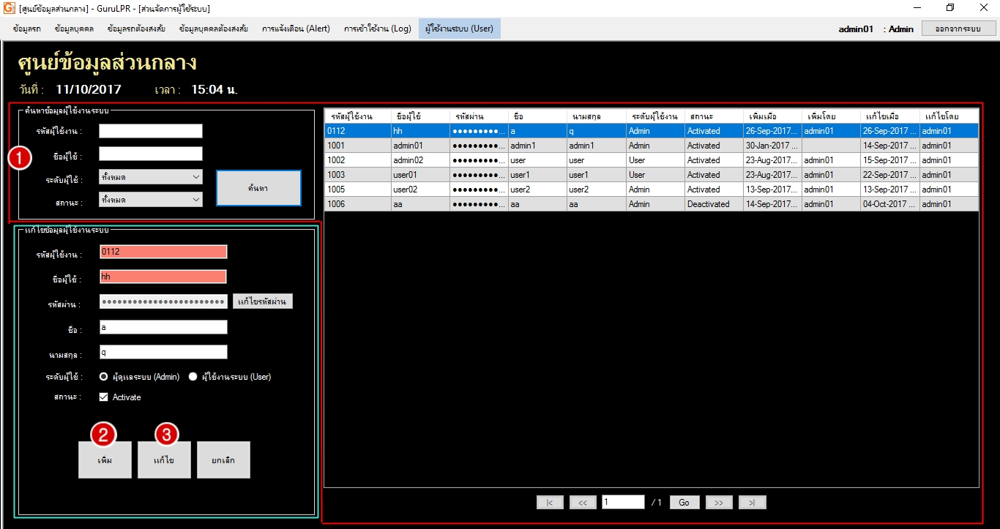 [ศูนย์ข้อมูลส่วนกลาง] - GuruLPR - [ส่วนจัดการผู้ใช้ระบบ]
ข้อมูลรถ ข้อมูลบุคคล ข้อมูลรถต้องสงสัย ข้อมูลบุคคลต้องสงสัย การแจ้งเตือน (Alert) การเข้าใช้งาน (Log) ผู้ใช้งานระบบ (User) admin01 : Admin ออกจากระบบ
ศูนย์ข้อมูลส่วนกลาง
วันที่ : 11/10/2017 เวลา : 15:04 น.
ค้นหาข้อมูลผู้ใช้งานระบบ
รหัสผู้ใช้งาน :
ชื่อผู้ใช้ :
1
ระดับผู้ใช้ : ทั้งหมด
ค้นหา
สถานะ : ทั้งหมด
แก้ไขข้อมูลผู้ใช้งานระบบ
รหัสผู้ใช้งาน : 0112
ชื่อผู้ใช้ : hh
รหัสผ่าน : ●●●●●●●●●●●●●●●●●●●●●●●● แก้ไขรหัสผ่าน
ชื่อ : a
นามสกุล : q
ระดับผู้ใช้ : ผู้ดูแลระบบ (Admin) ผู้ใช้งานระบบ (User)
สถานะ : Activate
2 3
เพิ่ม แก้ไข ยกเลิก
รหัสผู้ใช้งาน ชื่อผู้ใช้ รหัสผ่าน ชื่อ นามสกุล ระดับผู้ใช้งาน สถานะ เพิ่มเมื่อ เพิ่มโดย แก้ไขเมื่อ แก้ไขโดย
0112 hh ●●●●●●●●●... a q Admin Activated 26-Sep-2017... admin01 26-Sep-2017 ... admin01
1001 admin01 ●●●●●●●●●... admin1 admin1 Admin Activated 30-Jan-2017 ... 14-Sep-2017 ... admin01
1002 admin02 ●●●●●●●●●... user user User Activated 23-Aug-2017... admin01 15-Sep-2017 ... admin01
1003 user01 ●●●●●●●●●... user1 user1 User Activated 23-Aug-2017... admin01 22-Sep-2017 ... admin01
1005 user02 ●●●●●●●●●... user2 user2 Admin Activated 13-Sep-2017... admin01 13-Sep-2017 ... admin01
1006 aa ●●●●●●●●●... aa aa Admin Deactivated 14-Sep-2017... admin01 04-Oct-2017 ... admin01
|< << 1 / 1 Go >> >|